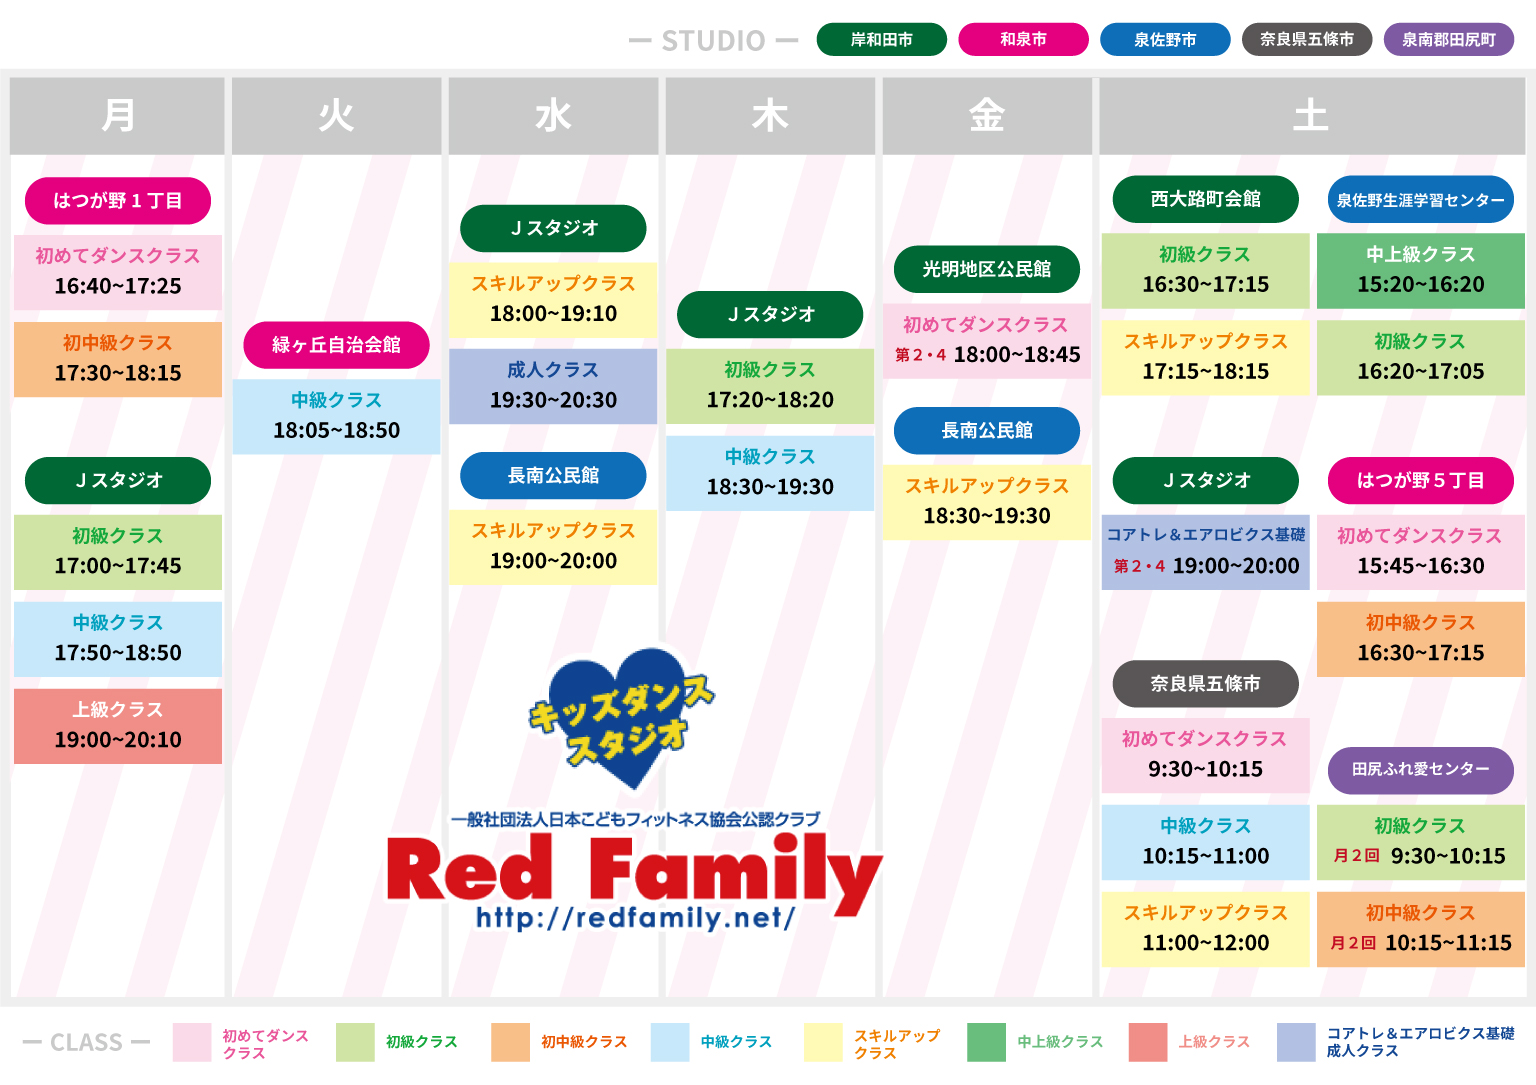 STUDIO
岸和田市
和泉市
泉佐野市
奈良県五條市
泉南郡田尻町
月
火
水
木
金
土
はつが野１丁目
初めてダンスクラス
16:40~17:25
初中級クラス
17:30~18:15
Ｊスタジオ
初級クラス
17:00~17:45
中級クラス
17:50~18:50
上級クラス
19:00~20:10
緑ヶ丘自治会館
中級クラス
18:05~18:50
Ｊスタジオ
スキルアップクラス
18:00~19:10
成人クラス
19:30~20:30
長南公民館
スキルアップクラス
19:00~20:00
Ｊスタジオ
初級クラス
17:20~18:20
中級クラス
18:30~19:30
光明地区公民館
初めてダンスクラス
第２・４ 18:00~18:45
長南公民館
スキルアップクラス
18:30~19:30
西大路町会館
初級クラス
16:30~17:15
スキルアップクラス
17:15~18:15
Ｊスタジオ
コアトレ＆エアロビクス基礎
第２・４ 19:00~20:00
奈良県五條市
初めてダンスクラス
9:30~10:15
中級クラス
10:15~11:00
スキルアップクラス
11:00~12:00
泉佐野生涯学習センター
中上級クラス
15:20~16:20
初級クラス
16:20~17:05
はつが野５丁目
初めてダンスクラス
15:45~16:30
初中級クラス
16:30~17:15
田尻ふれ愛センター
初級クラス
月２回 9:30~10:15
初中級クラス
月２回 10:15~11:15
キッズダンス
スタジオ
一般社団法人日本こどもフィットネス協会公認クラブ
Red Family
http://redfamily.net/
CLASS
初めてダンス
クラス
初級クラス
初中級クラス
中級クラス
スキルアップ
クラス
中上級クラス
上級クラス
コアトレ＆エアロビクス基礎
成人クラス